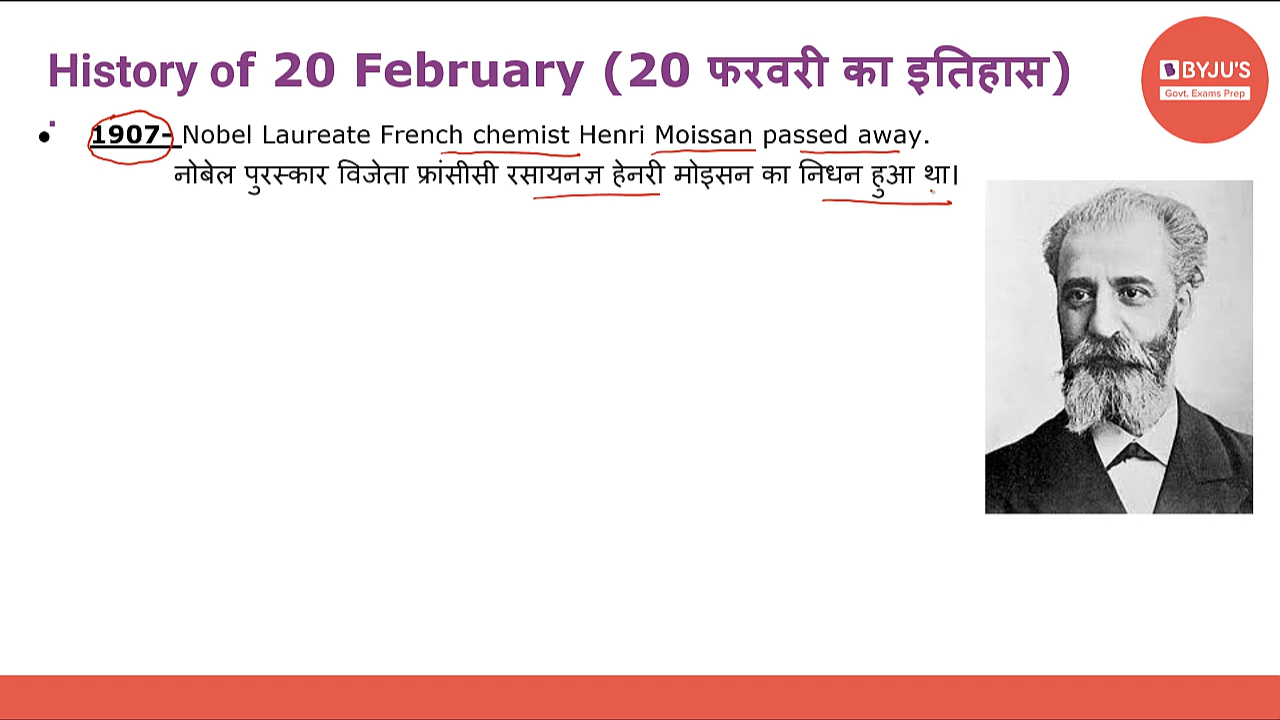 History of 20 February (20 फरवरी का इतिहास)
BYJU'S
Govt. Exams Prep
• 1907- Nobel Laureate French chemist Henri Moissan passed away.
नोबेल पुरस्कार विजेता फ्रांसीसी रसायनज्ञ हेनरी मोइसन का निधन हुआ था।